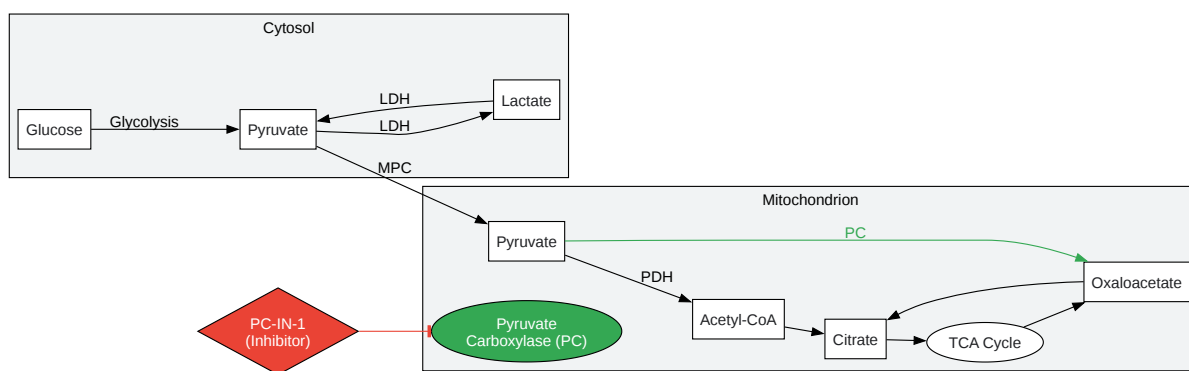 Cytosol
Glucose
Glycolysis
Pyruvate
LDH
LDH
Lactate
MPC
Mitochondrion
Pyruvate
PC
PDH
Oxaloacetate
Acetyl-CoA
Citrate
TCA Cycle
PC-IN-1
(Inhibitor)
Pyruvate
Carboxylase (PC)